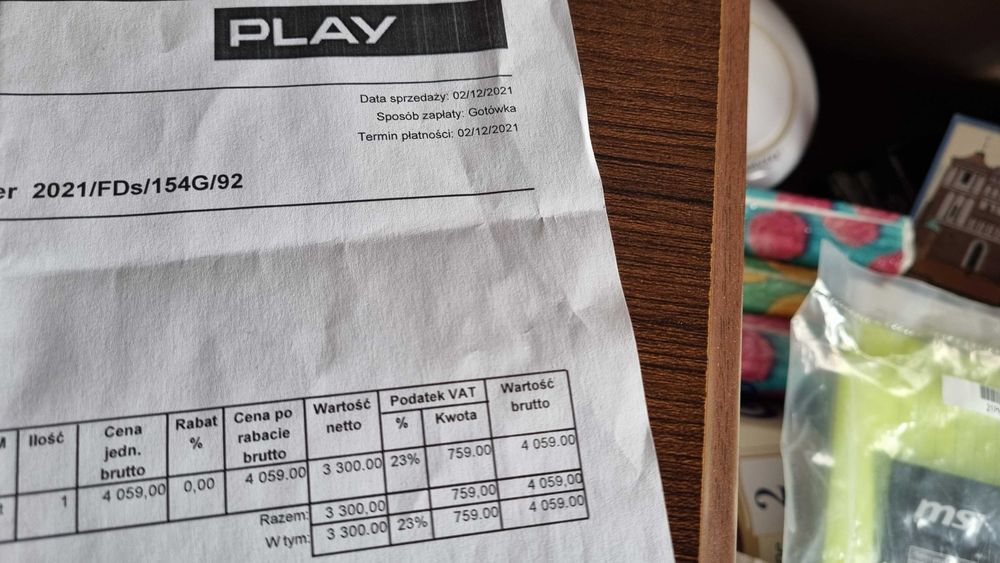 PLAY
Data sprzedaży: 02/12/2021
Sposób zapłaty: Gotówka
Termin płatności: 02/12/2021
er 2021/FDs/154G/92
M Ilość Cena jedn. brutto Rabat % Cena po rabacie brutto Wartość netto Podatek VAT % Kwota Wartość brutto
t 1 4 059,00 0,00 4 059.00 3 300.00 23% 759.00 4 059.00
Razem: 3 300.00 759.00 4 059.00
W tym: 3 300.00 23% 759.00 4 059.00
2
msi